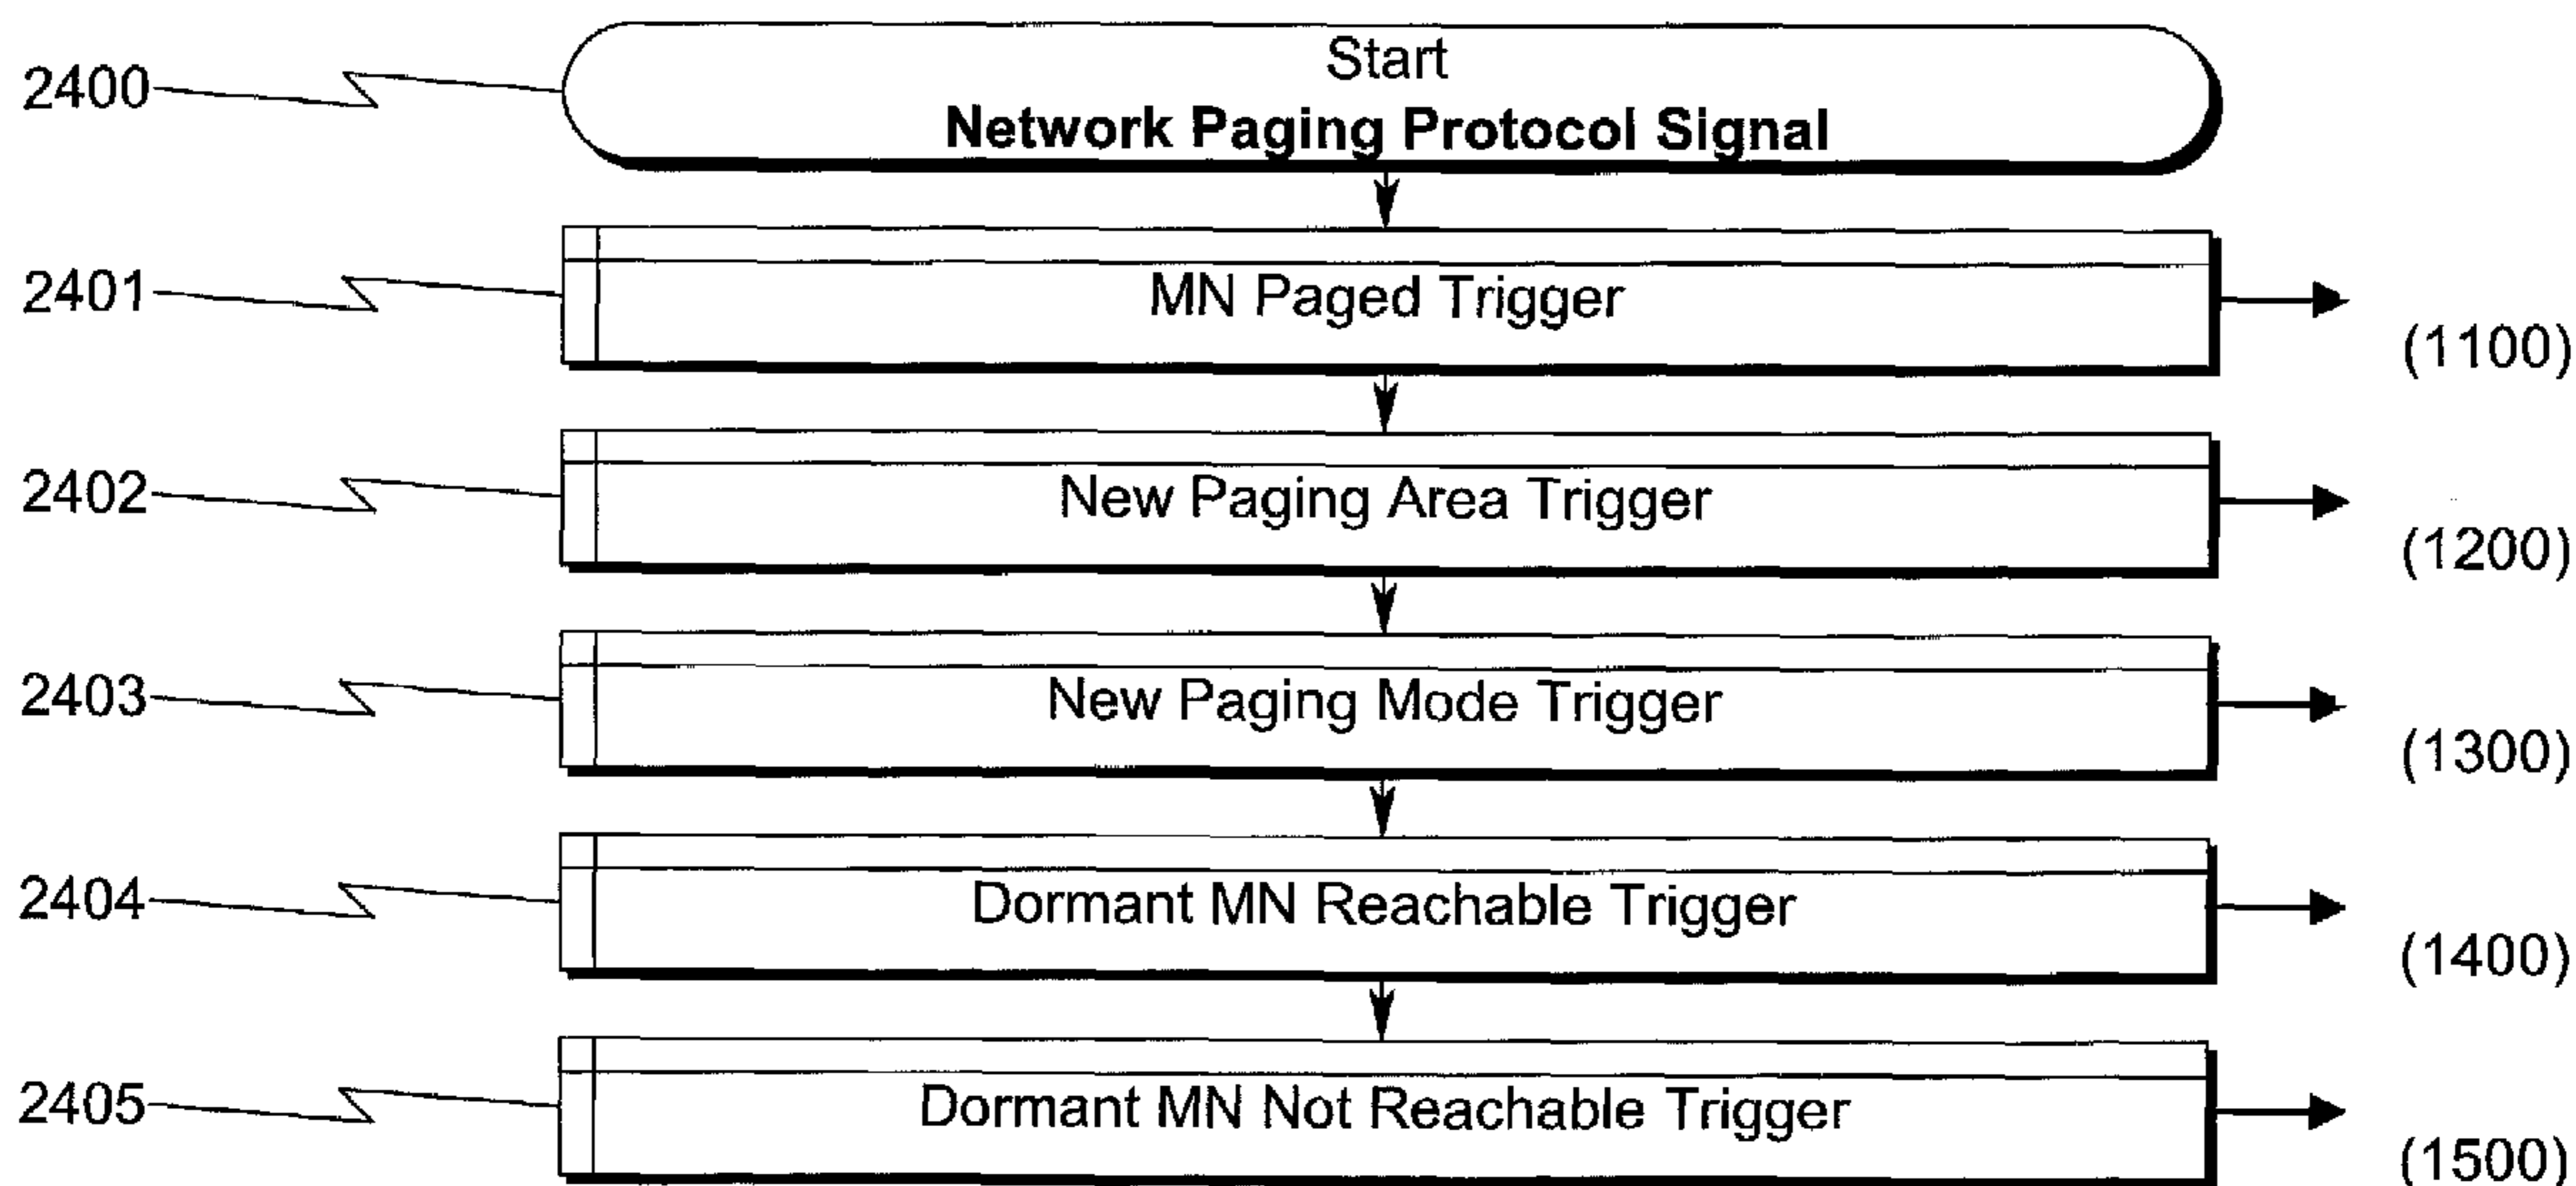 Start
2400
Network Paging Protocol Signal
2401
MN Paged Trigger
(1100)
2402
New Paging Area Trigger
(1200)
2403
New Paging Mode Trigger
(1300)
2404
Dormant MN Reachable Trigger
(1400)
2405
Dormant MN Not Reachable Trigger
(1500)